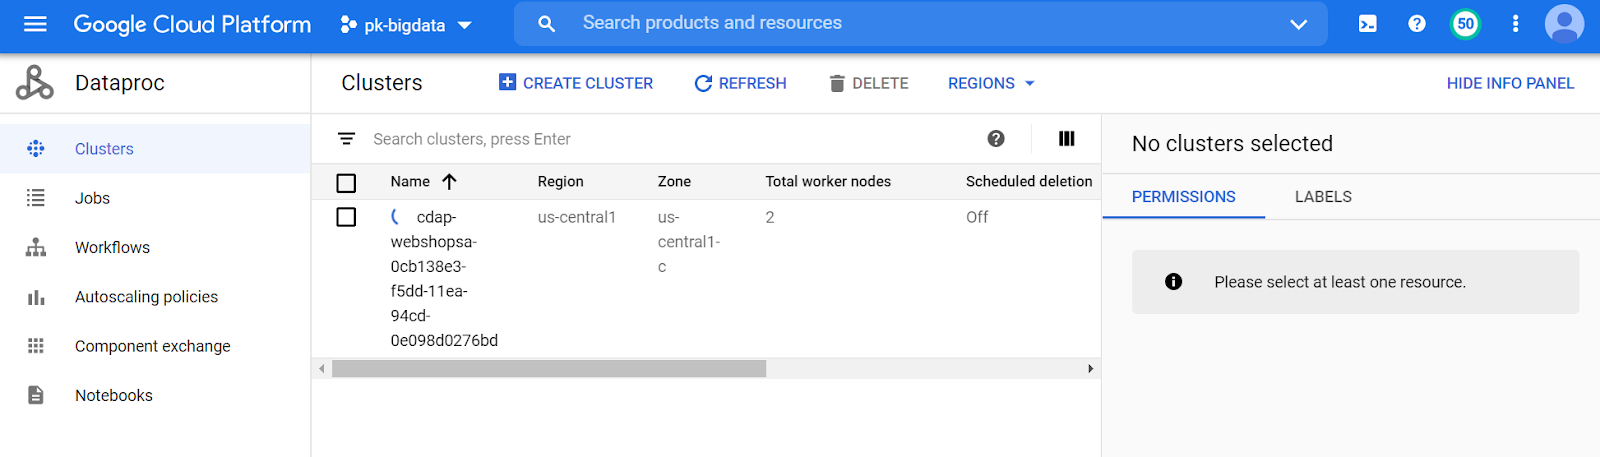 Google Cloud Platform
pk-bigdata
Search products and resources
50
Dataproc
Clusters
CREATE CLUSTER
REFRESH
DELETE
REGIONS
HIDE INFO PANEL
Clusters
Jobs
Workflows
Autoscaling policies
Component exchange
Notebooks
Search clusters, press Enter
Name Region Zone Total worker nodes Scheduled deletion
cdap- us-central1 us- 2 Off
webshopsa- central1-
0cb138e3- c
f5dd-11ea-
94cd-
0e098d0276bd
No clusters selected
PERMISSIONS LABELS
Please select at least one resource.